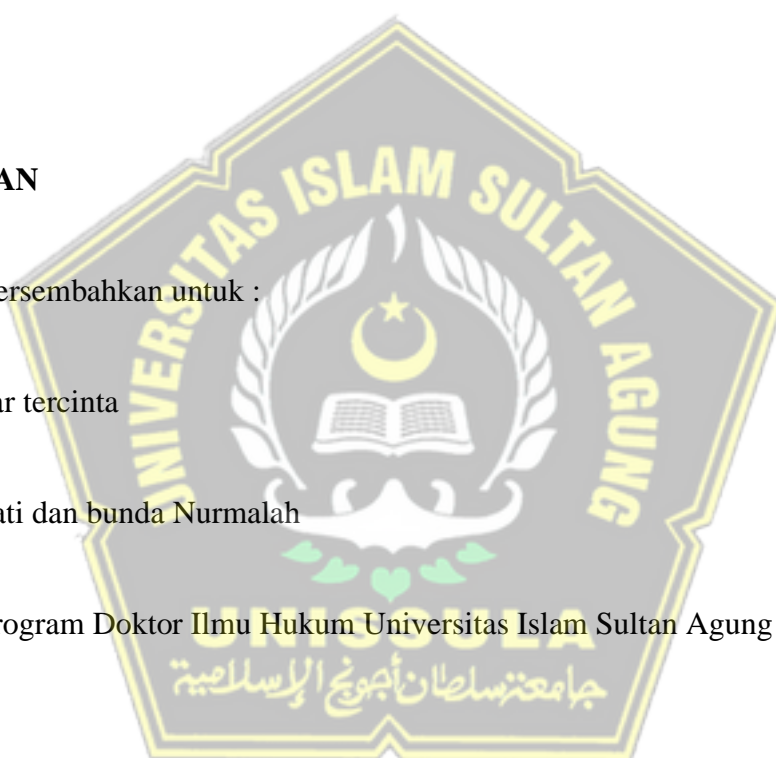 AN
UNIVERSITAS ISLAM SULTAN AGUNG
ersembahkan untuk :
ar tercinta
ati dan bunda Nurmalah
rogram Doktor Ilmu Hukum Universitas Islam Sultan Agung
UNISSULA
جامعة سلطان أجونج الإسلامية